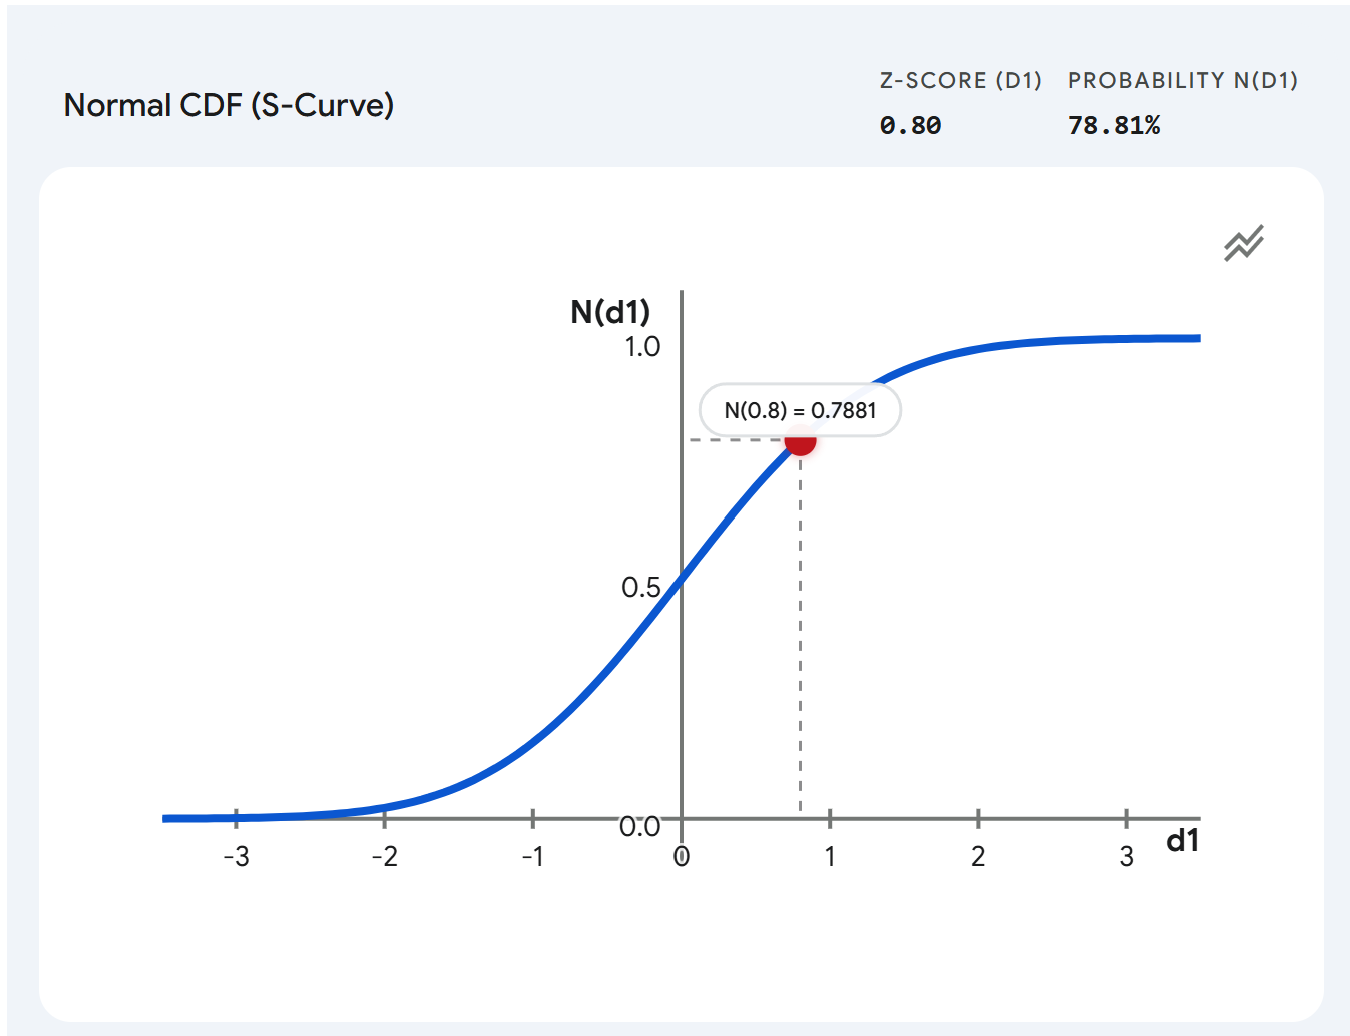 Normal CDF (S-Curve)
Z-SCORE (D1)
0.80
PROBABILITY N(D1)
78.81%
N(d1)
1.0
N(0.8) = 0.7881
0.5
0.0
d1
-3 -2 -1 0 1 2 3